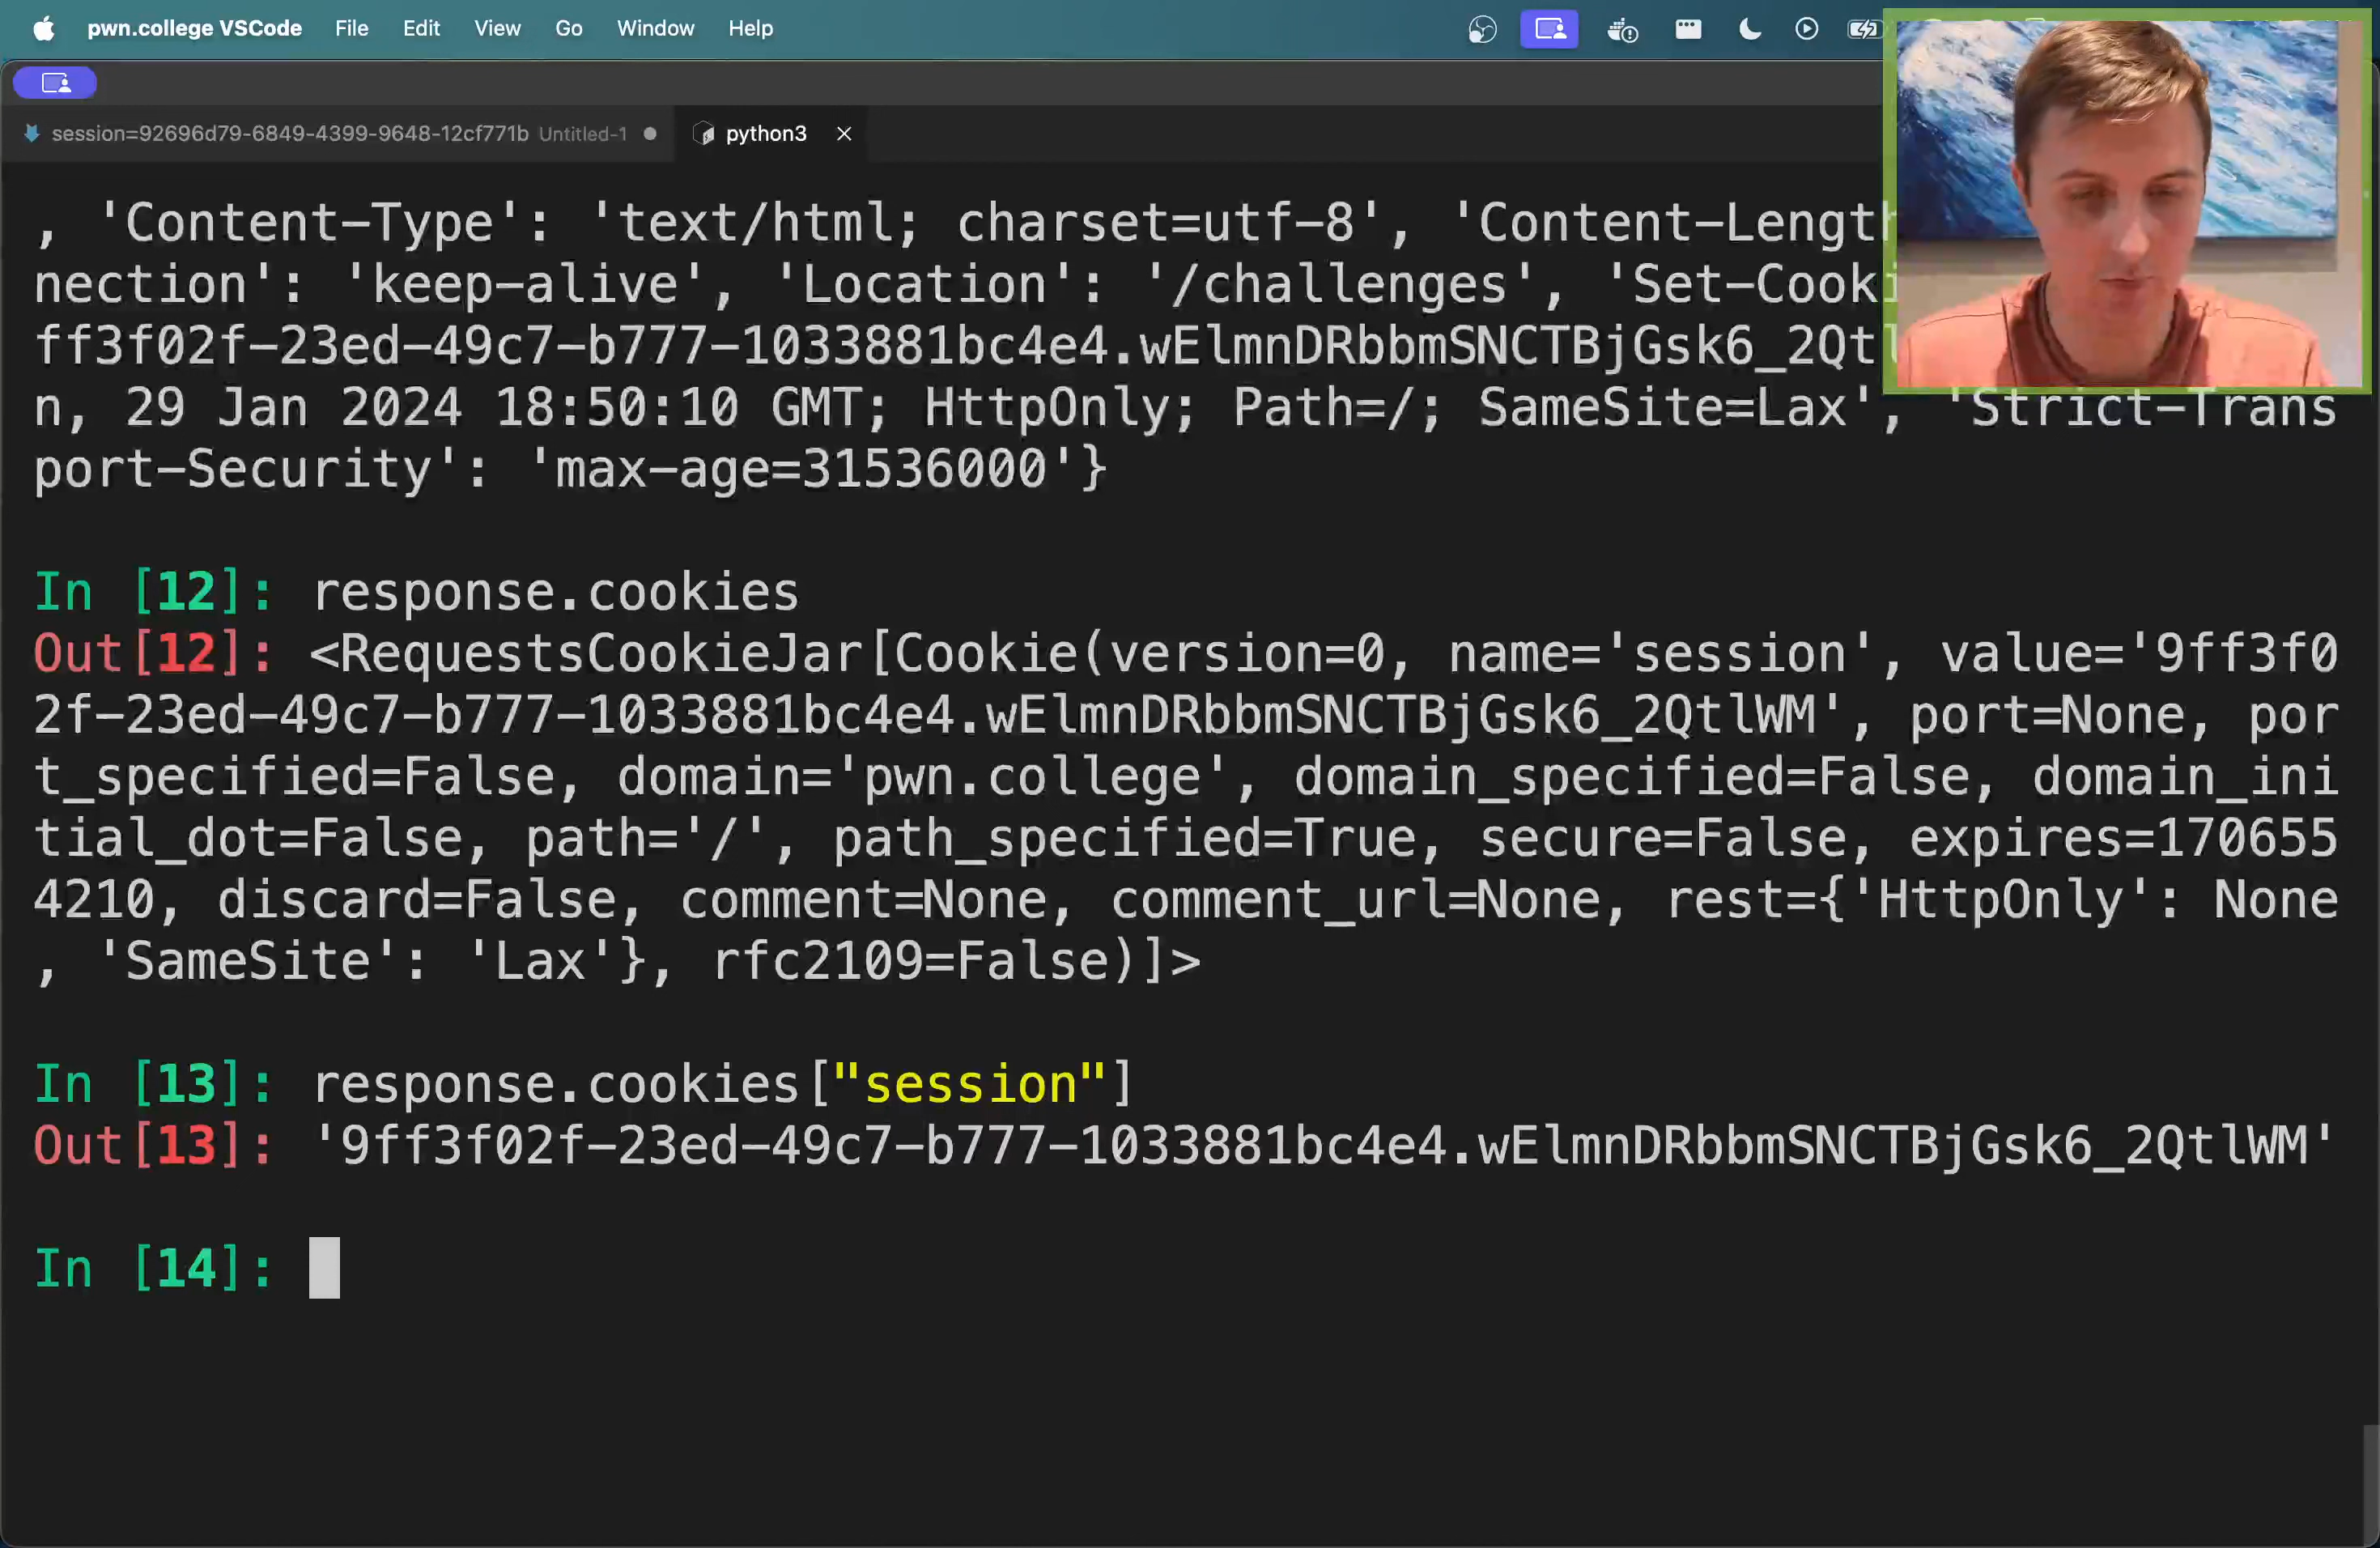 pwn.college VSCode File Edit View Go Window Help
session=92696d79-6849-4399-9648-12cf771b Untitled-1 python3
, 'Content-Type': 'text/html; charset=utf-8', 'Content-Length
nection': 'keep-alive', 'Location': '/challenges', 'Set-Cooki
ff3f02f-23ed-49c7-b777-1033881bc4e4.wElmnDRbbmSNCTBjGsk6_2Qtl
n, 29 Jan 2024 18:50:10 GMT; HttpOnly; Path=/; SameSite=Lax', 'Strict-Trans
port-Security': 'max-age=31536000'}
In [12]: response.cookies
Out[12]: <RequestsCookieJar[Cookie(version=0, name='session', value='9ff3f0
2f-23ed-49c7-b777-1033881bc4e4.wElmnDRbbmSNCTBjGsk6_2QtlWM', port=None, por
t_specified=False, domain='pwn.college', domain_specified=False, domain_ini
tial_dot=False, path='/', path_specified=True, secure=False, expires=170655
4210, discard=False, comment=None, comment_url=None, rest={'HttpOnly': None
, 'SameSite': 'Lax'}, rfc2109=False)]>
In [13]: response.cookies["session"]
Out[13]: '9ff3f02f-23ed-49c7-b777-1033881bc4e4.wElmnDRbbmSNCTBjGsk6_2QtlWM'
In [14]: